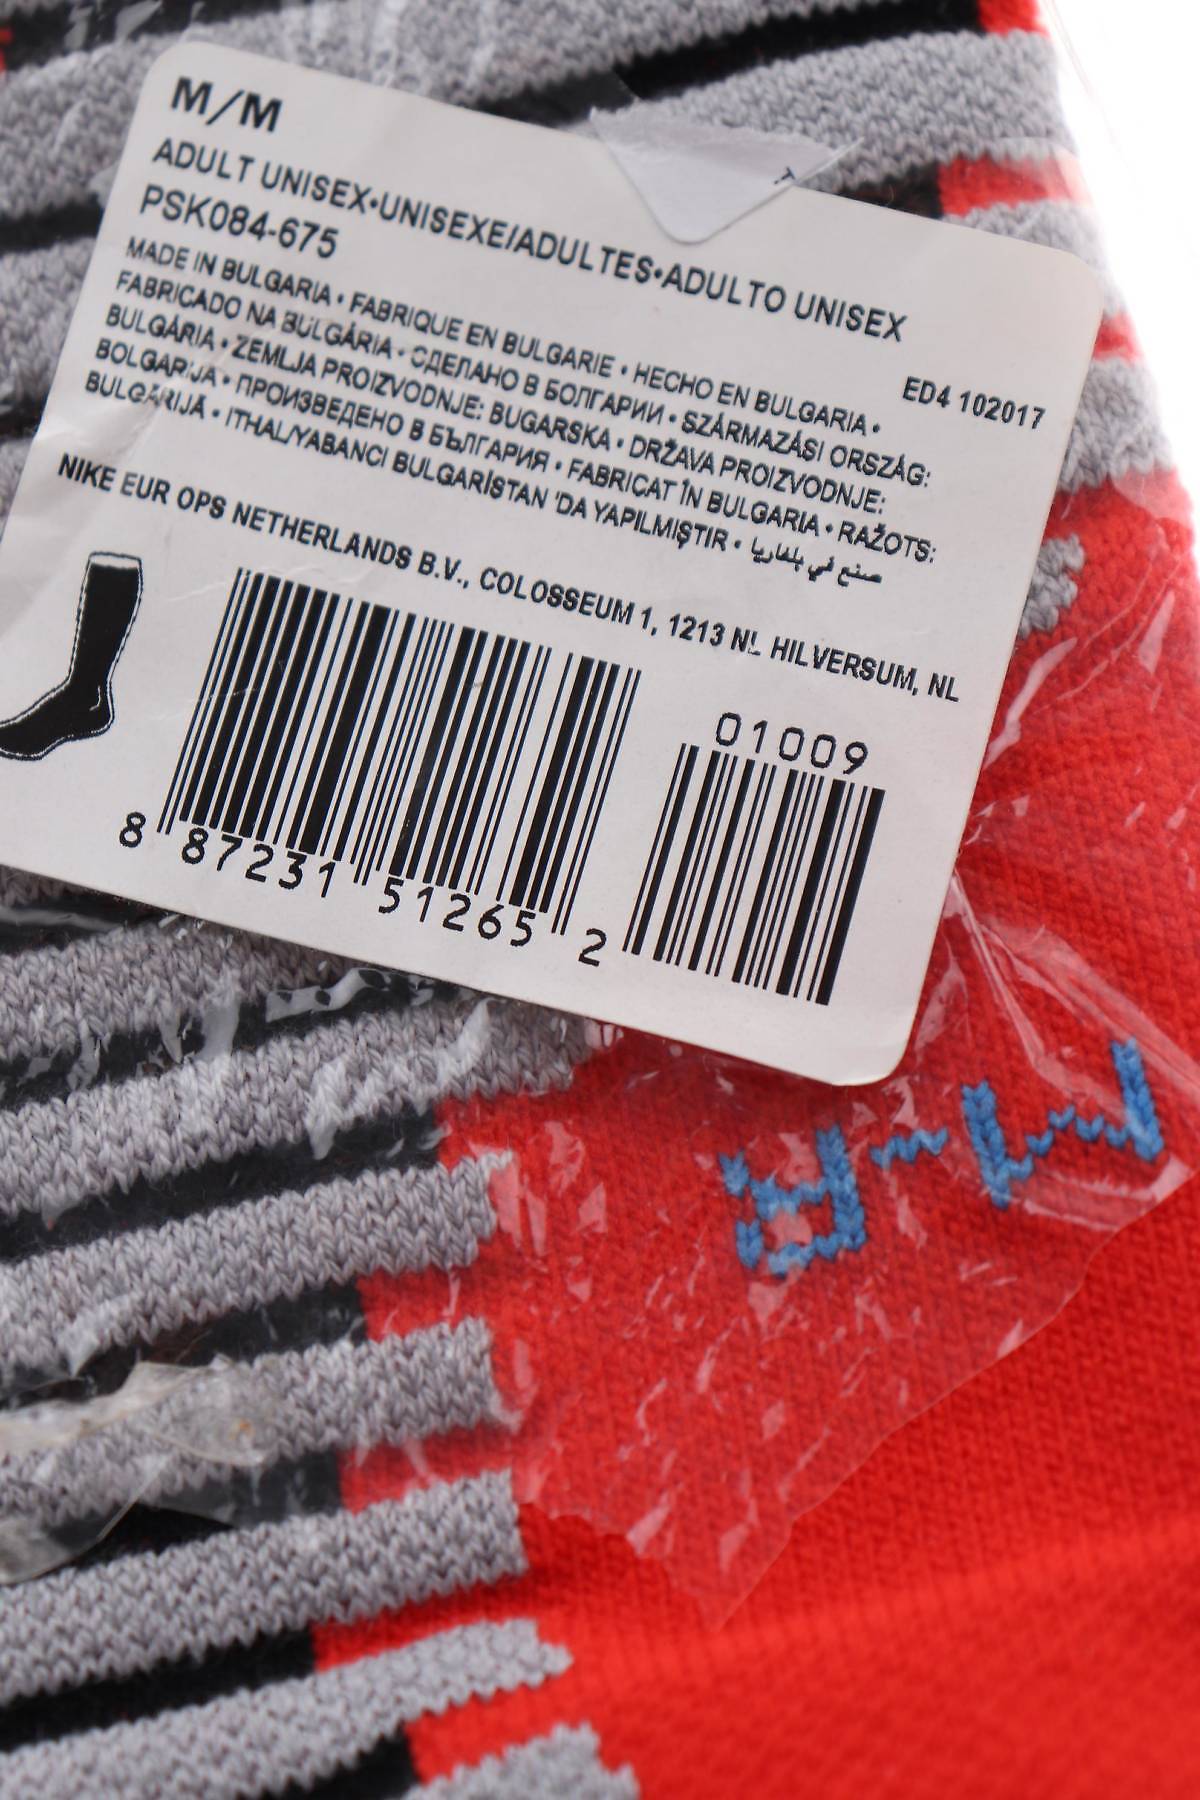 M/M
ADULT UNISEX•UNISEXE/ADULTES•ADULTO UNISEX
PSK084-675
ED4 102017
MADE IN BULGARIA • FABRIQUE EN BULGARIE • HECHO EN BULGARIA •
FABRICADO NA BULGÁRIA • СДЕЛАНО В БОЛГАРИИ • SZÁRMAZÁSI ORSZÁG:
BULGÁRIA • ZEMLJA PROIZVODNJE: BUGARSKA • DRŽAVA PROIZVODNJE:
BOLGARIJA • ПРОИЗВЕДЕНО В БЪЛГАРИЯ • FABRICAT ÎN BULGARIA • RAŽOTS:
BULGĀRIJĀ • ITHAL/YABANCI BULGARİSTAN 'DA YAPILMIŞTIR • صنع في بلغاريا
NIKE EUR OPS NETHERLANDS B.V., COLOSSEUM 1, 1213 NL HILVERSUM, NL
01009
8 87231 51265 2
M-R